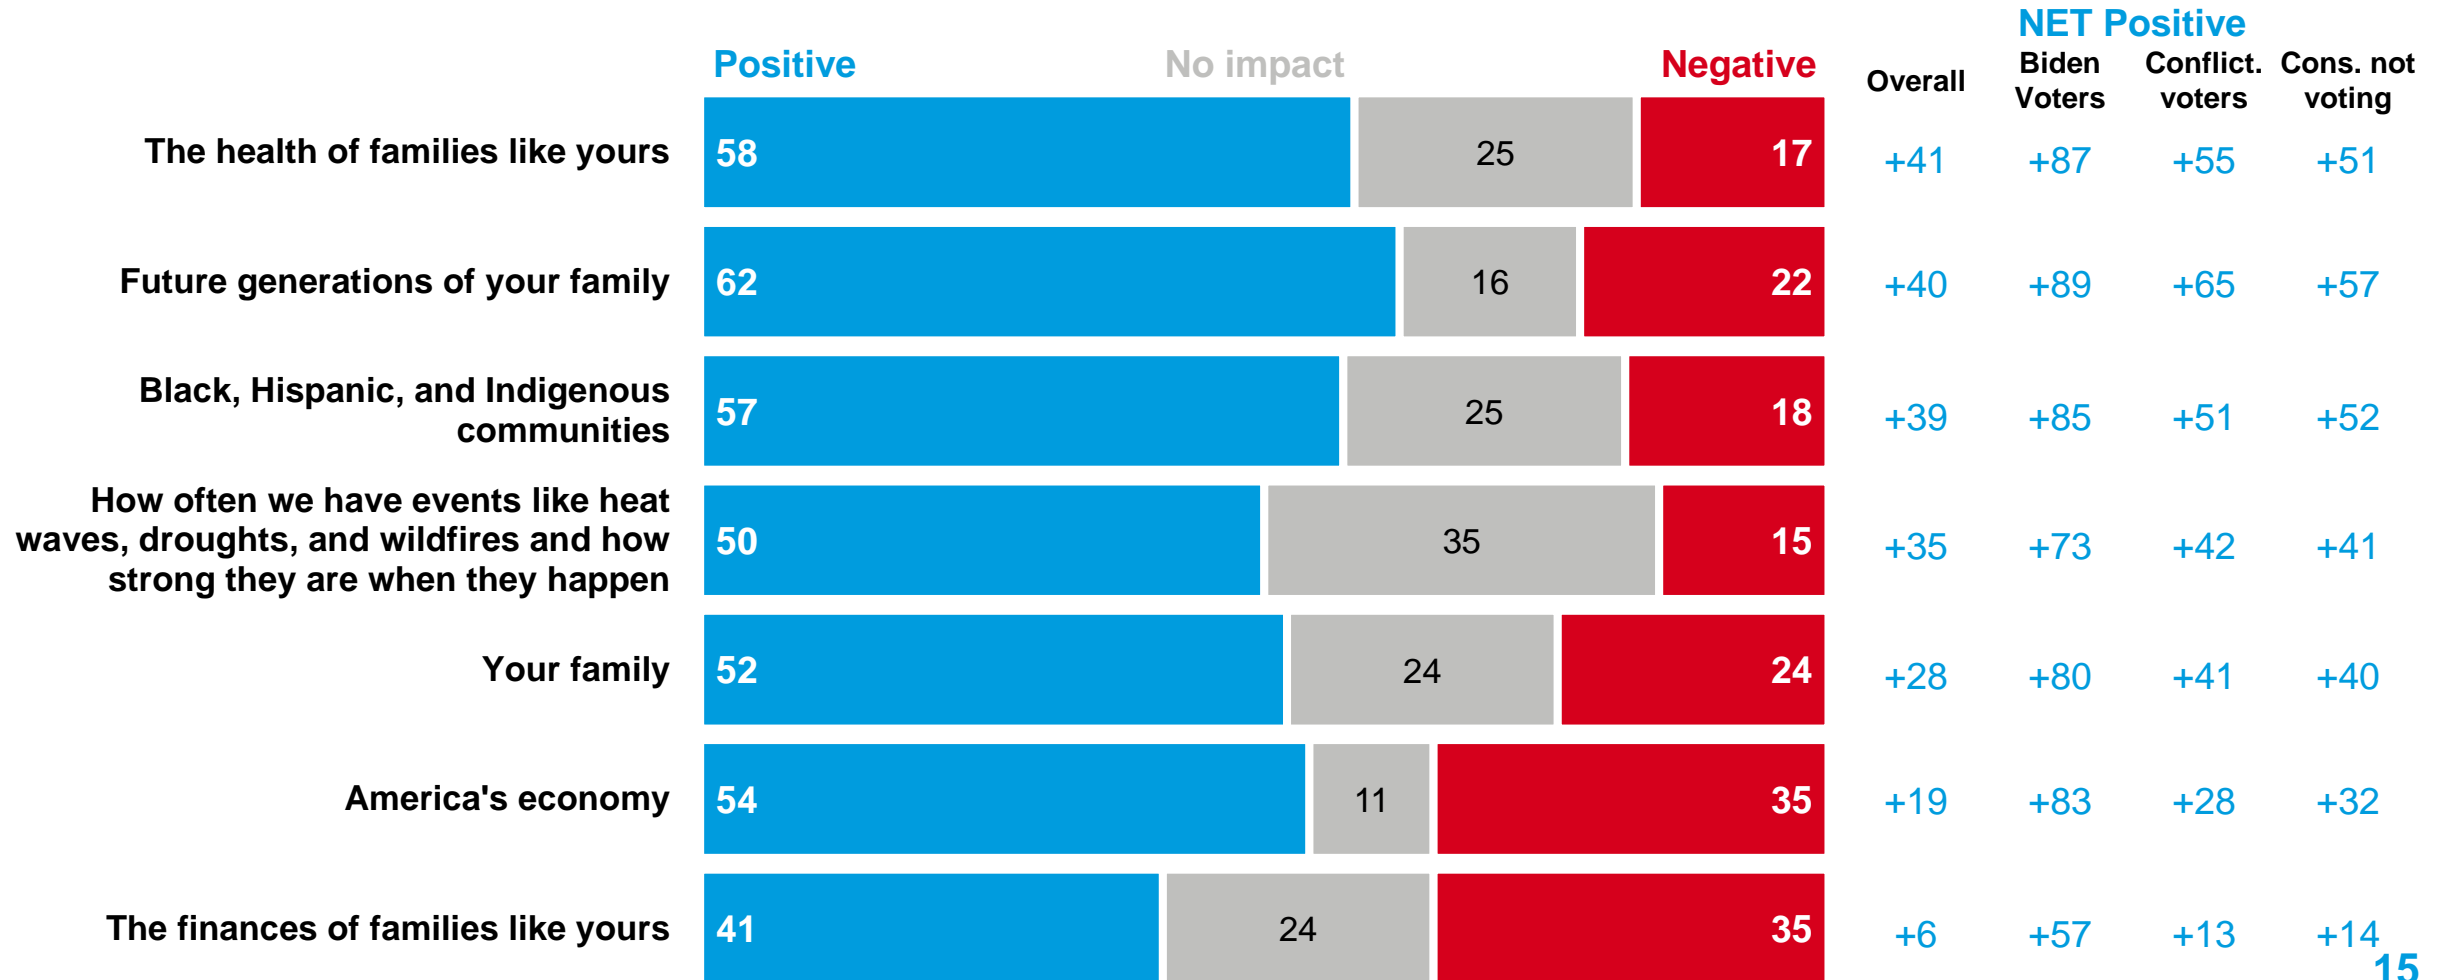 NET Positive
Positive No impact Negative Overall Biden Voters Conflict. voters Cons. not voting
The health of families like yours 58 25 17 +41 +87 +55 +51
Future generations of your family 62 16 22 +40 +89 +65 +57
Black, Hispanic, and Indigenous
communities 57 25 18 +39 +85 +51 +52
How often we have events like heat
waves, droughts, and wildfires and how
strong they are when they happen 50 35 15 +35 +73 +42 +41
Your family 52 24 24 +28 +80 +41 +40
America's economy 54 11 35 +19 +83 +28 +32
The finances of families like yours 41 24 35 +6 +57 +13 +14
15